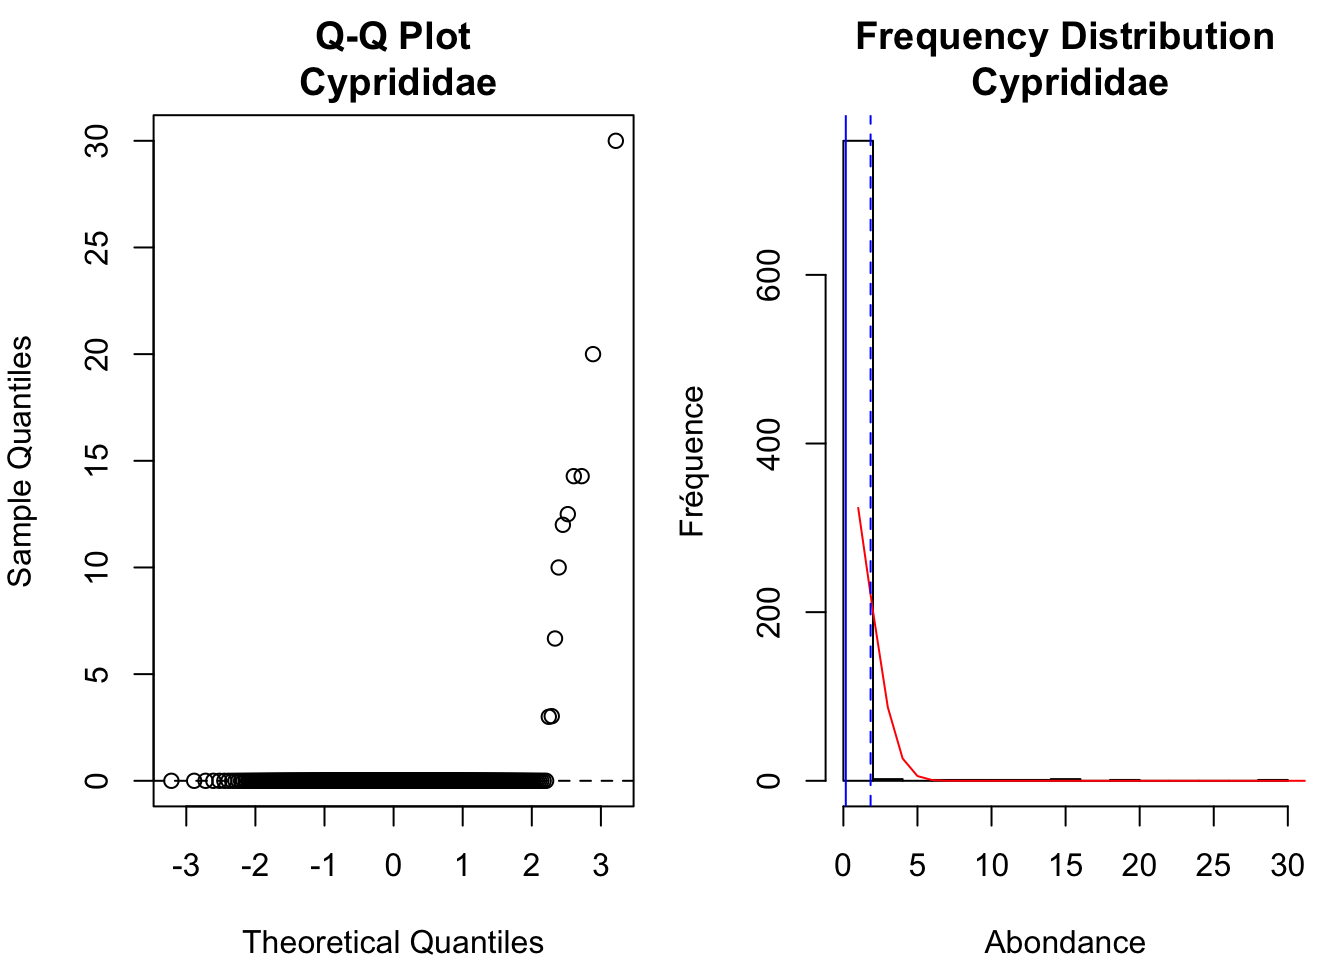 Q-Q Plot
Cyprididae
30
25
20
15
10
5
0
Sample Quantiles
-3 -2 -1 0 1 2 3
Theoretical Quantiles
Frequency Distribution
Cyprididae
600
400
200
0
Fréquence
0 5 10 15 20 25 30
Abondance